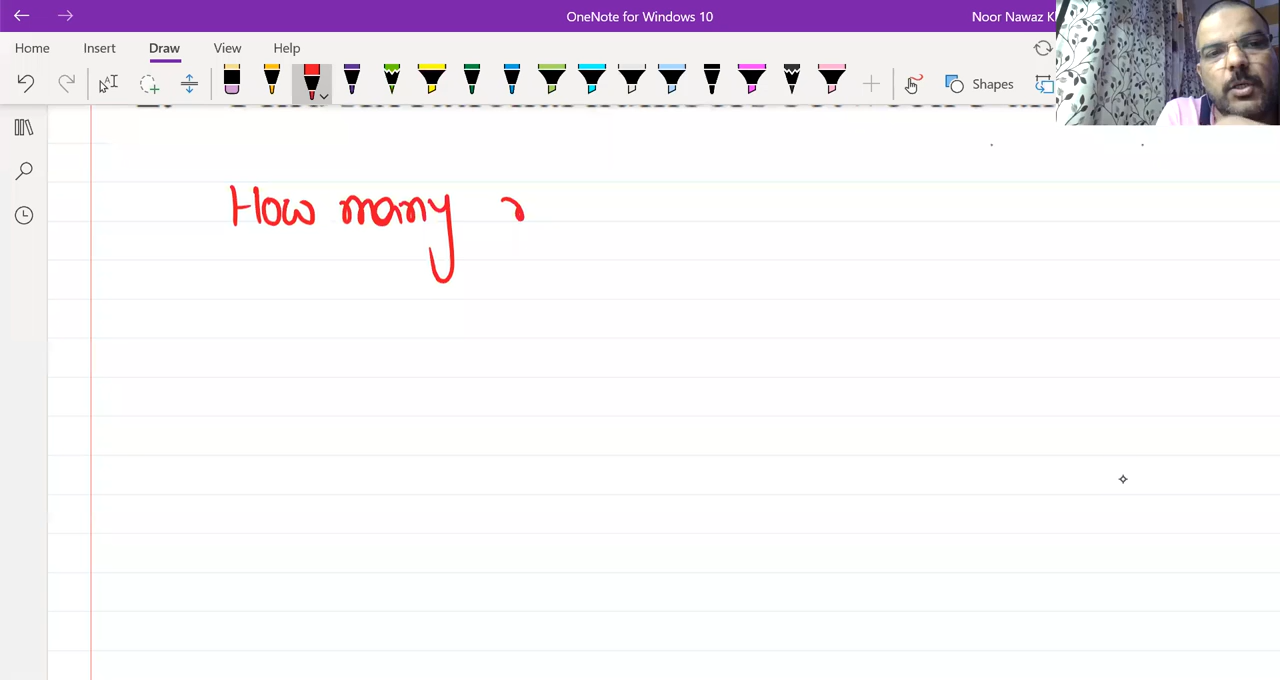 OneNote for Windows 10
Noor Nawaz K
Home Insert Draw View Help
Shapes
How many